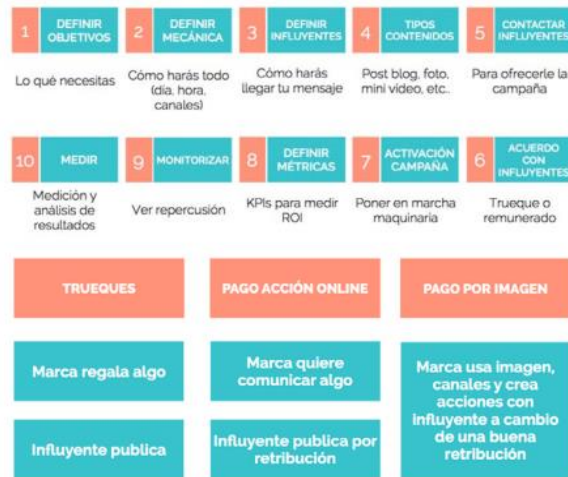 1 DEFINIR
OBJETIVOS
Lo qué necesitas
2 DEFINIR
MECÁNICA
Cómo harás todo
(día, hora,
canales)
3 DEFINIR
INFLUYENTES
Cómo harás
llegar tu mensaje
4 TIPOS
CONTENIDOS
Post blog, foto,
mini vídeo, etc..
5 CONTACTAR
INFLUYENTES
Para ofrecerle la
campaña
10 MEDIR
Medición y
análisis de
resultados
9 MONITORIZAR
Ver repercusión
8 DEFINIR
MÉTRICAS
KPIs para medir
ROI
7 ACTIVACIÓN
CAMPAÑA
Poner en marcha
maquinaria
6 ACUERDO
CON
INFLUYENTES
Trueque o
remunerado
TRUEQUES
Marca regala algo
Influyente publica
PAGO ACCIÓN ONLINE
Marca quiere
comunicar algo
Influyente publica por
retribución
PAGO POR IMAGEN
Marca usa imagen,
canales y crea
acciones con
influyente a cambio
de una buena
retribución